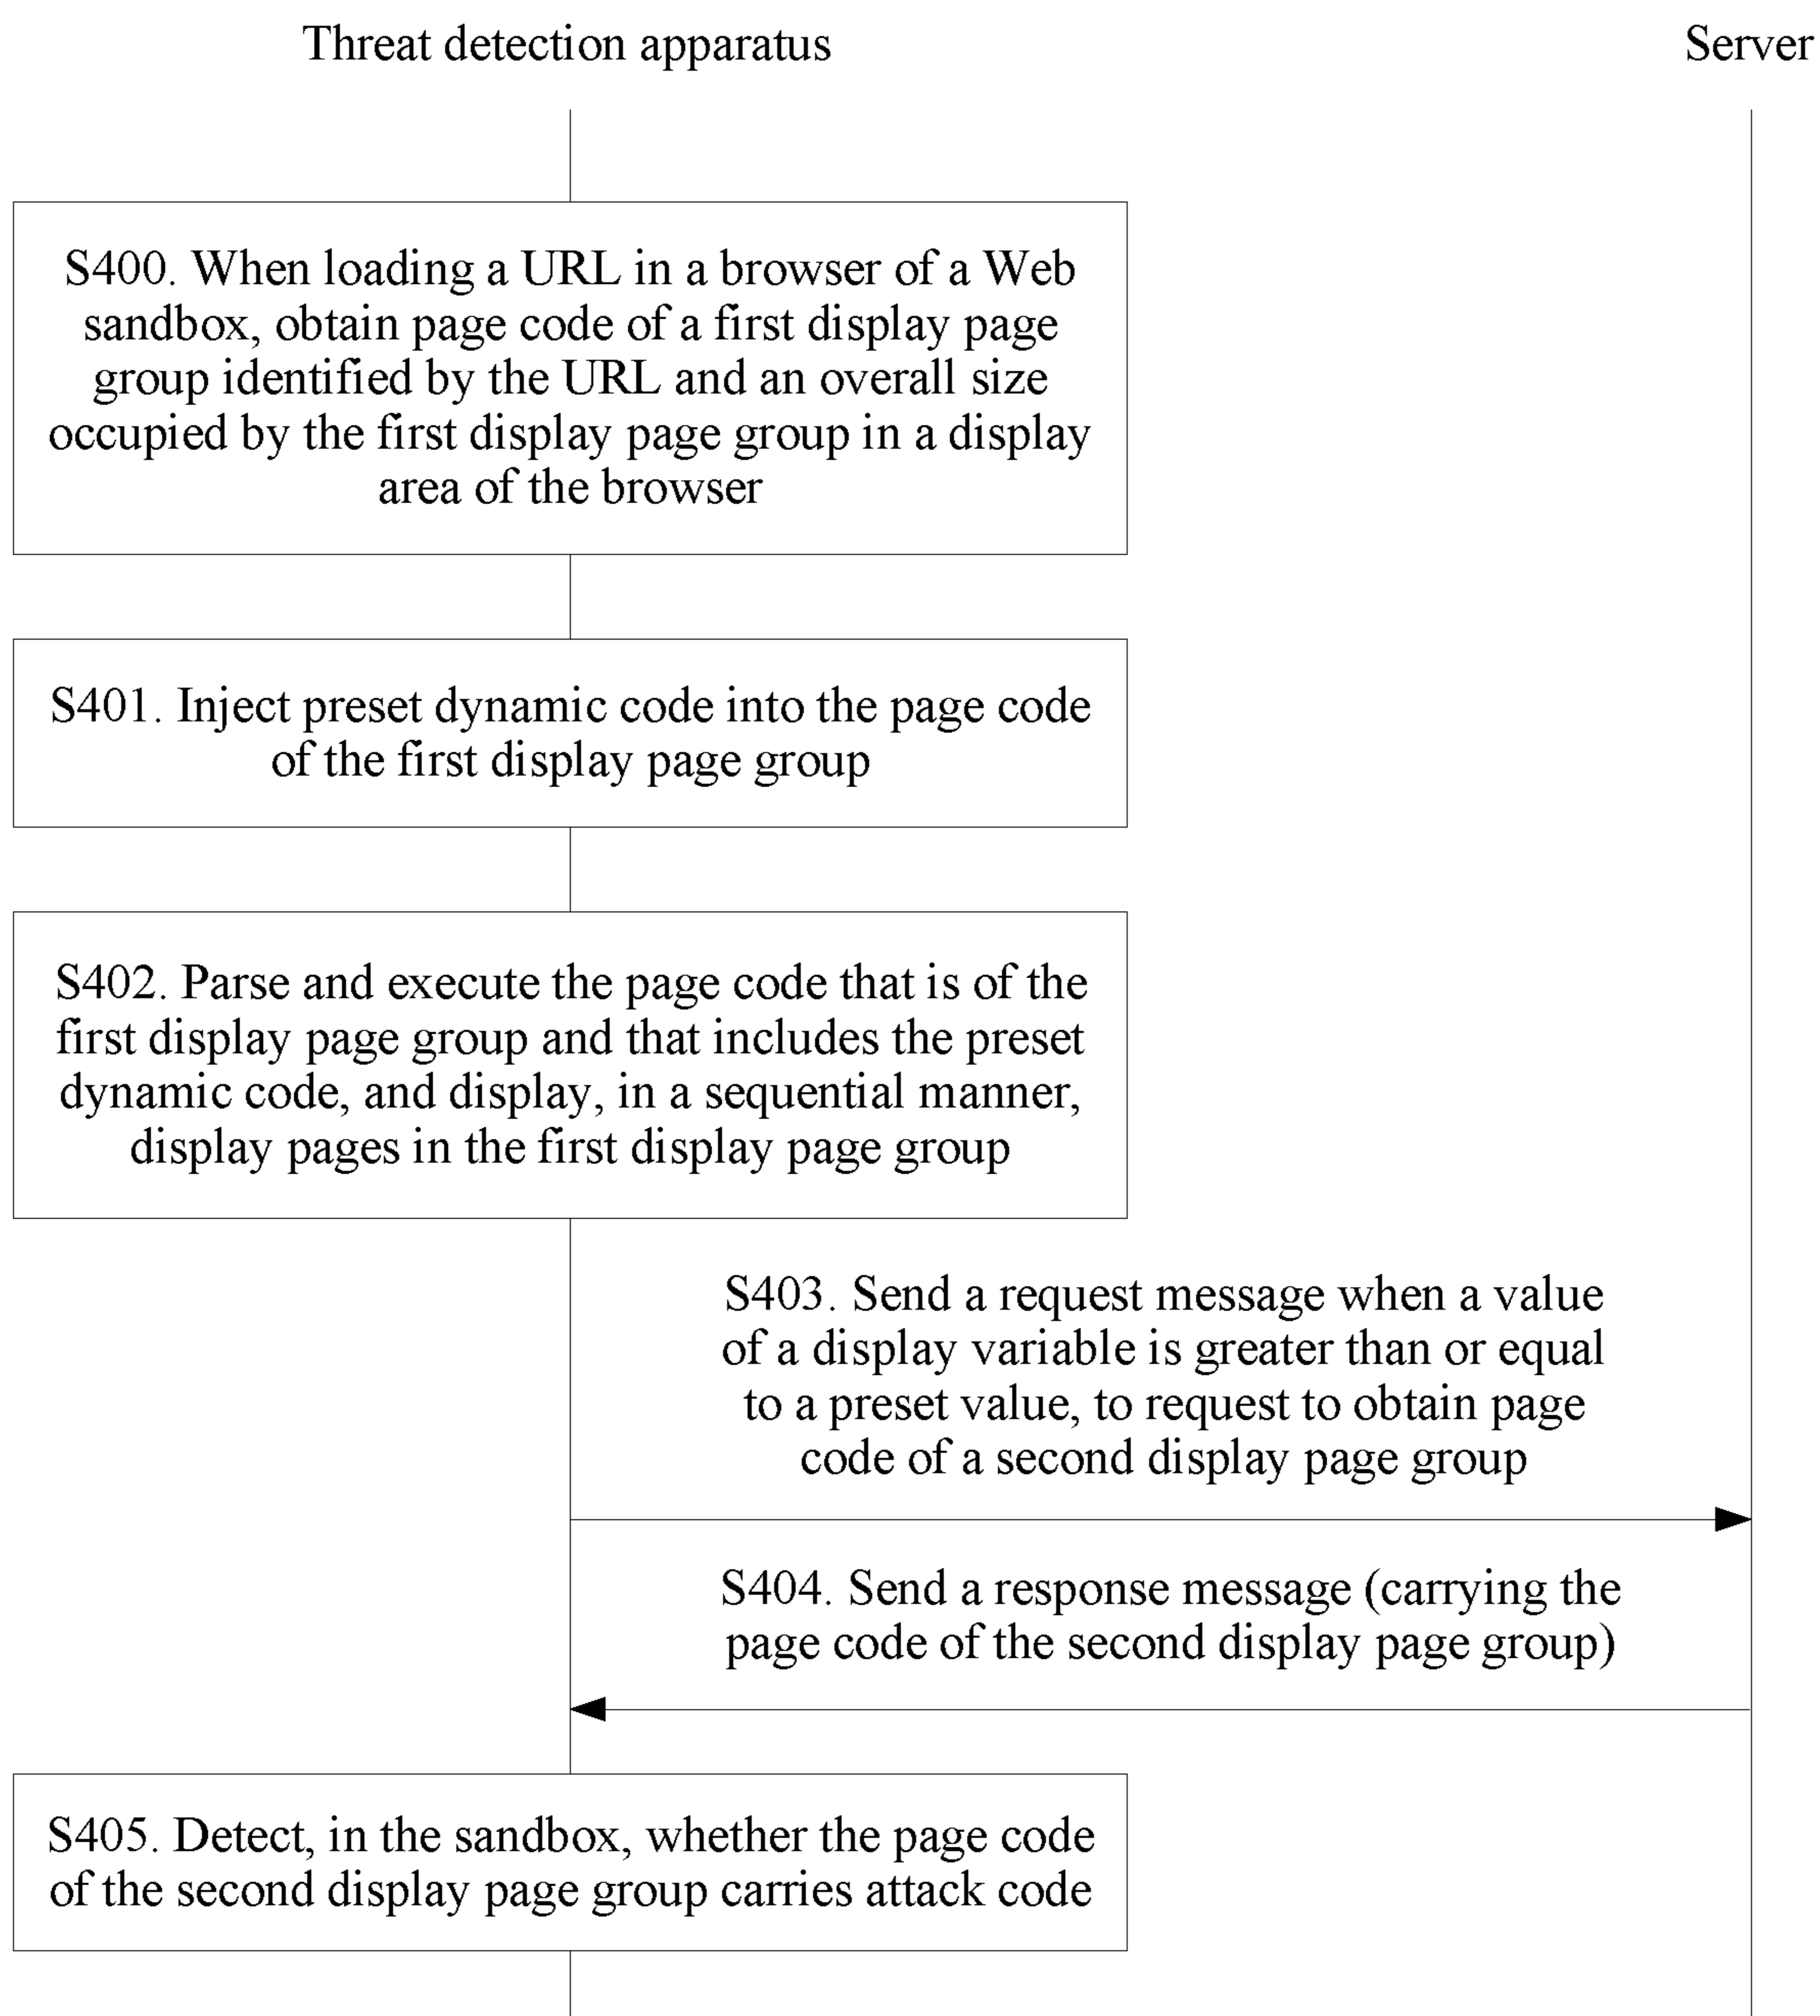 Threat detection apparatus
Server
S400. When loading a URL in a browser of a Web
sandbox, obtain page code of a first display page
group identified by the URL and an overall size
occupied by the first display page group in a display
area of the browser
S401. Inject preset dynamic code into the page code
of the first display page group
S402. Parse and execute the page code that is of the
first display page group and that includes the preset
dynamic code, and display, in a sequential manner,
display pages in the first display page group
S403. Send a request message when a value
of a display variable is greater than or equal
to a preset value, to request to obtain page
code of a second display page group
S404. Send a response message (carrying the
page code of the second display page group)
S405. Detect, in the sandbox, whether the page code
of the second display page group carries attack code